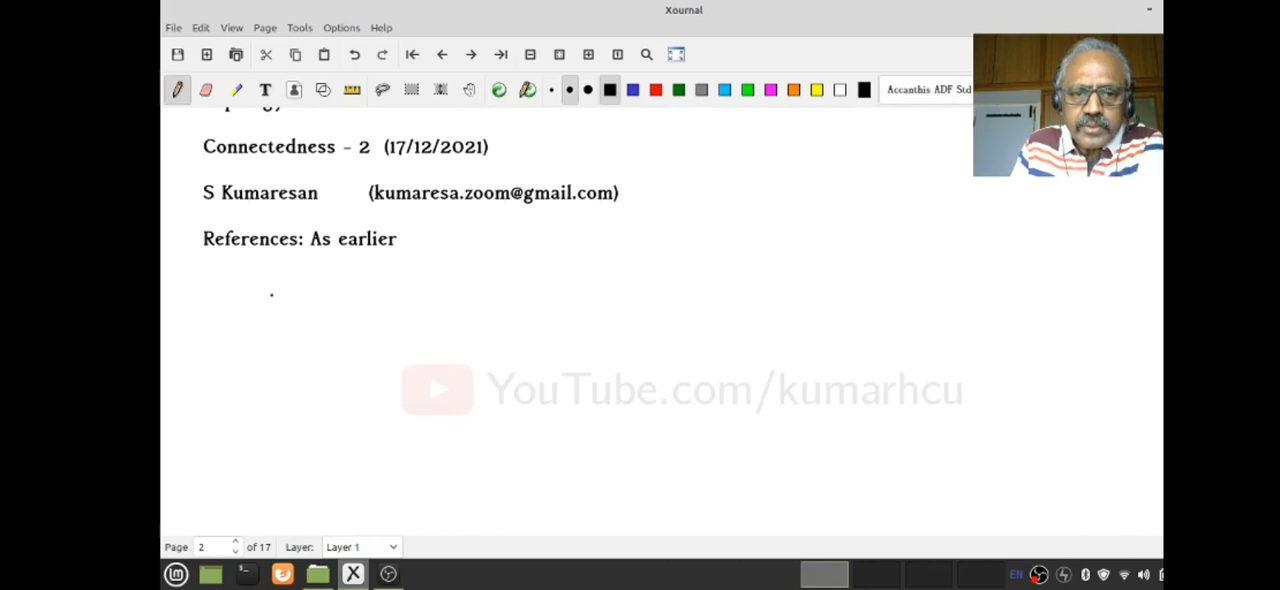 Xournal
File Edit View Page Tools Options Help
T
Accanthis ADF Std
Connectedness - 2 (17/12/2021)
S Kumaresan (kumaresa.zoom@gmail.com)
References: As earlier
YouTube.com/kumarhcu
Page 2 of 17 Layer: Layer 1
EN